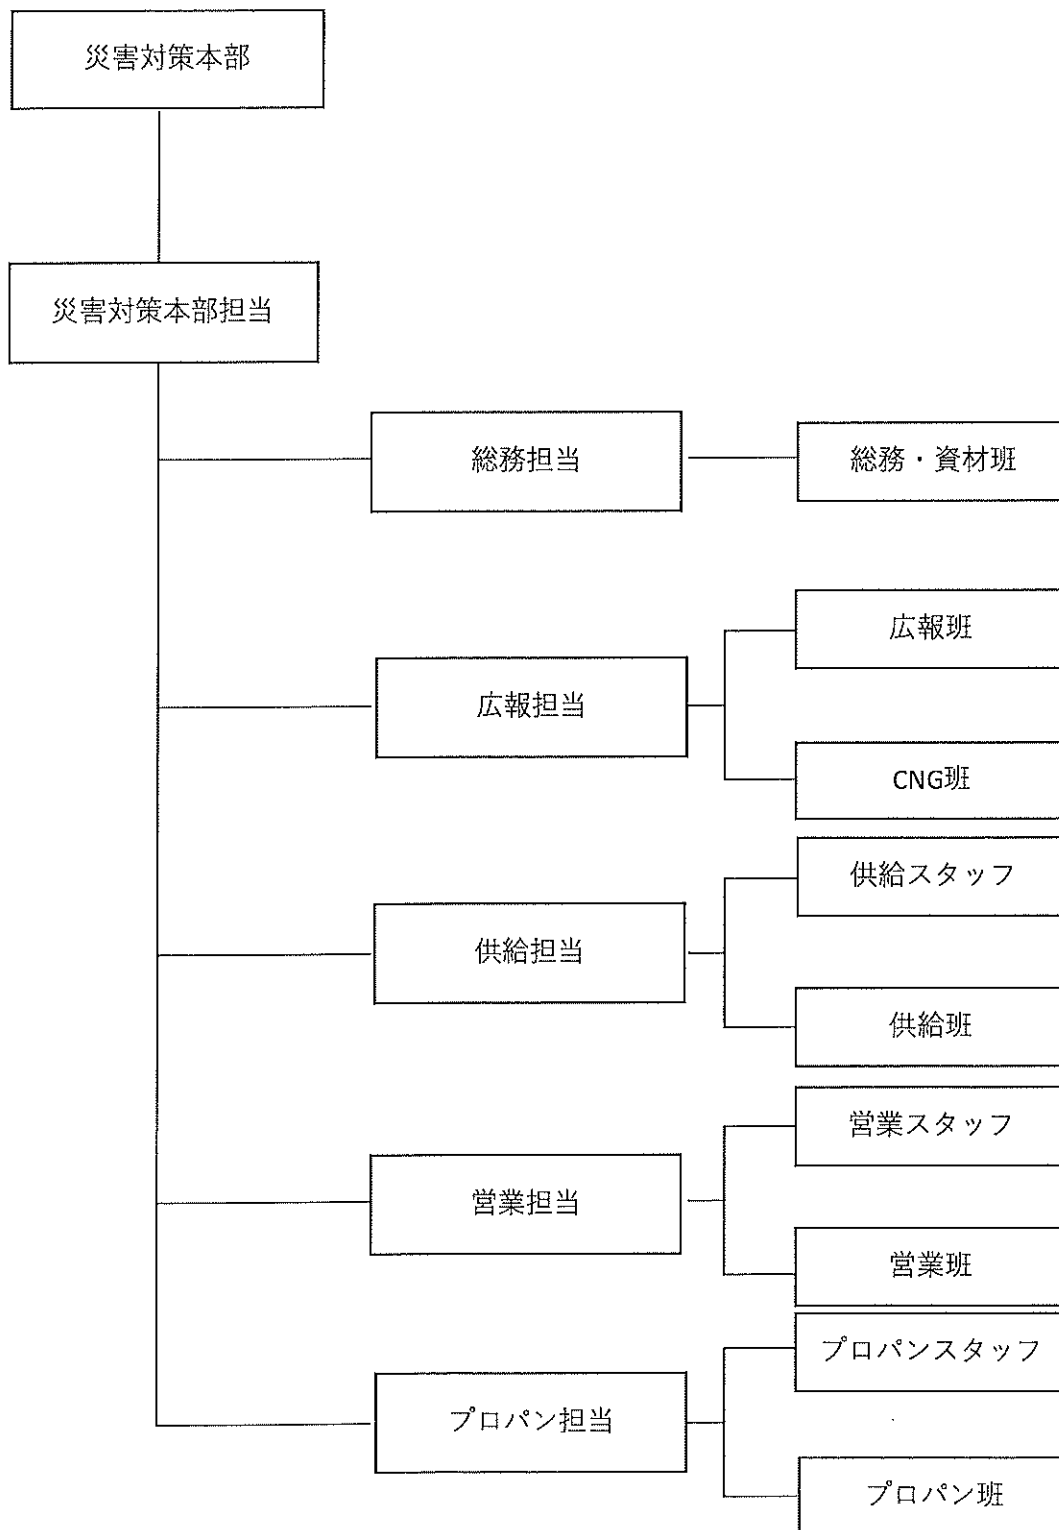 災害対策本部
災害対策本部担当
総務担当
総務・資材班
広報担当
広報班
CNG班
供給担当
供給スタッフ
供給班
営業担当
営業スタッフ
営業班
プロパン担当
プロパンスタッフ
プロパン班